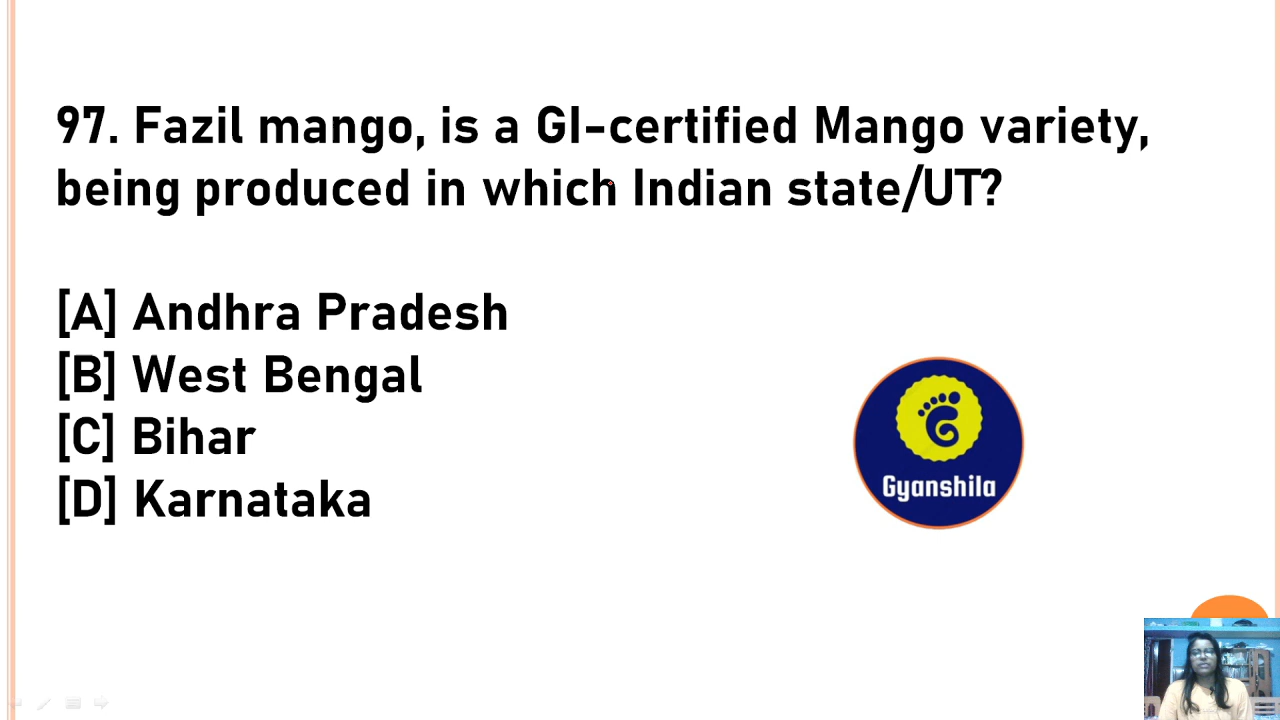 97. Fazil mango, is a GI-certified Mango variety,
being produced in which Indian state/UT?
[A] Andhra Pradesh
[B] West Bengal
[C] Bihar
[D] Karnataka
Gyanshila